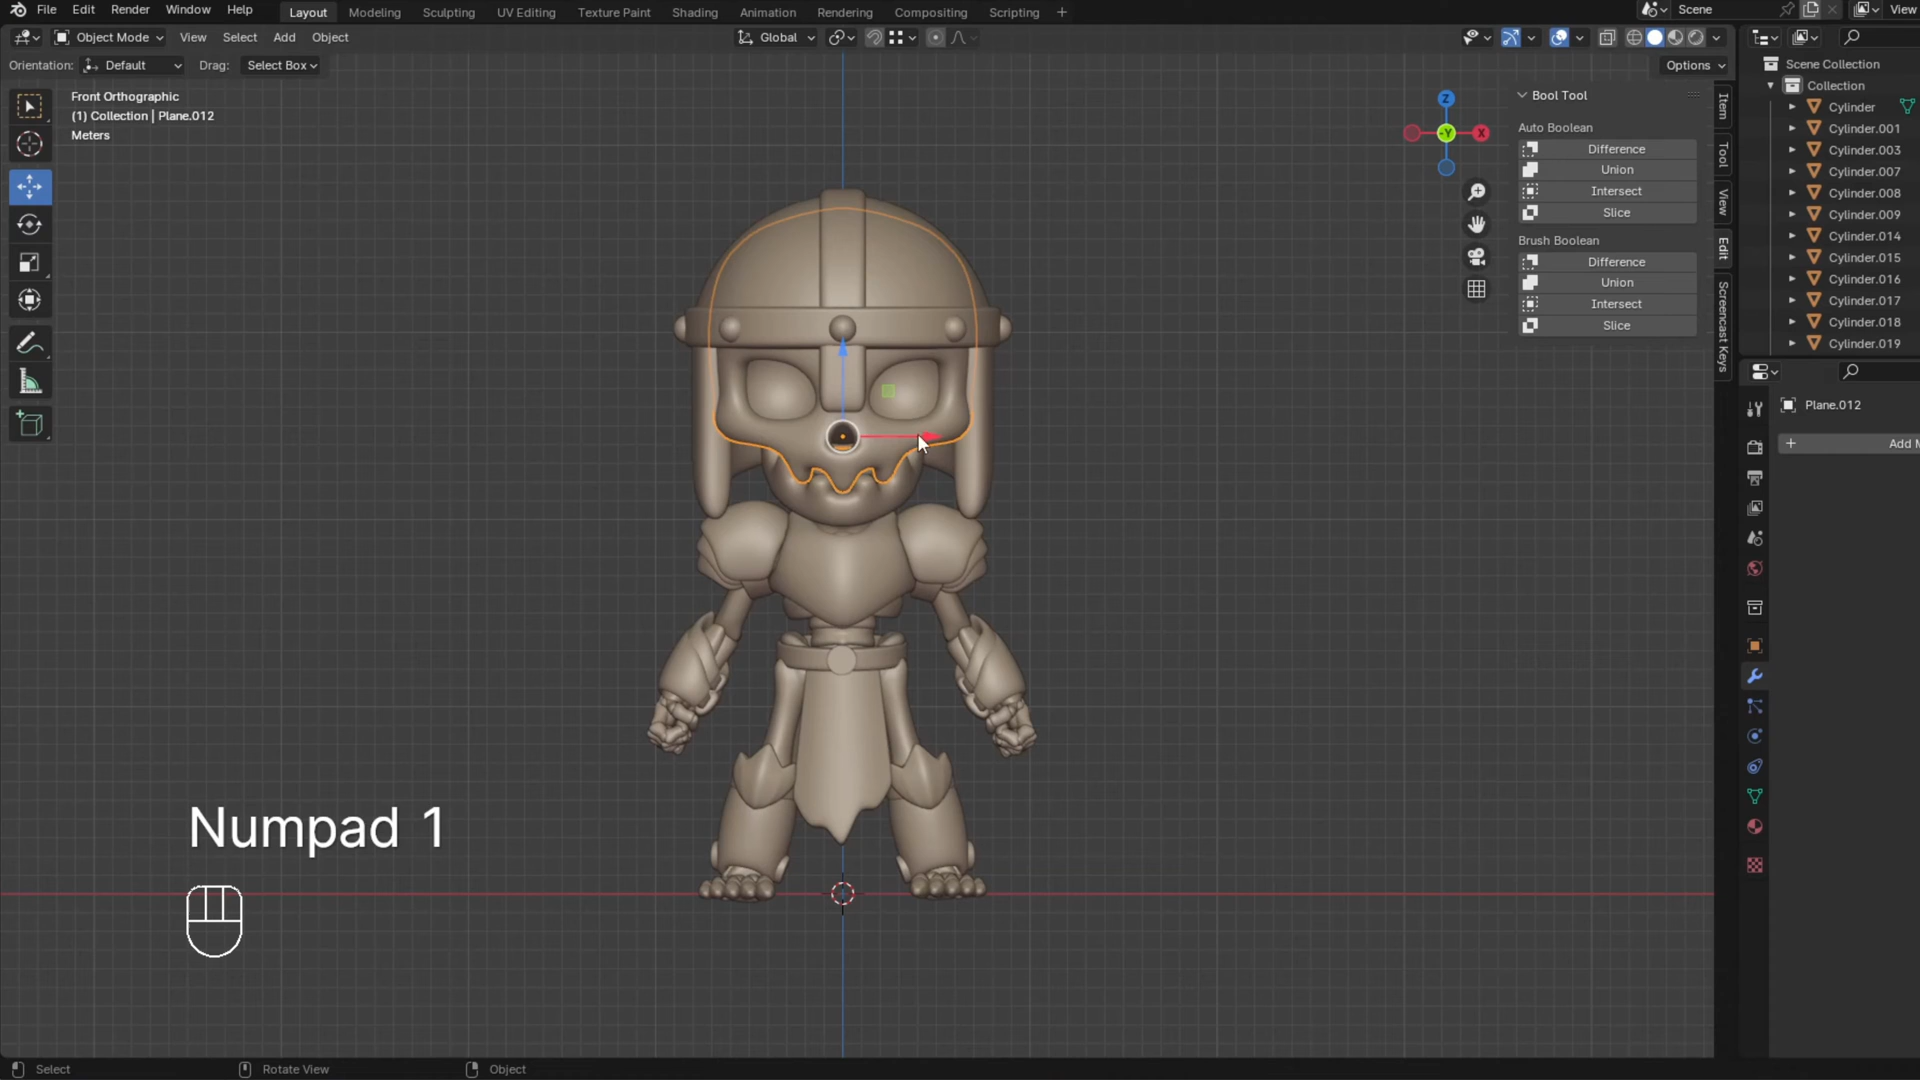 File Edit Render Window Help Layout Modeling Sculpting UV Editing Texture Paint Shading Animation Rendering Compositing Scripting + Scene View
Object Mode View Select Add Object Global
Orientation: Default Drag: Select Box Options
Front Orthographic
(1) Collection | Plane.012
Meters
Z
-Y
X
Bool Tool
Auto Boolean
Difference
Union
Intersect
Slice
Brush Boolean
Difference
Union
Intersect
Slice
Item
Tool
View
Edit
Screencast Keys
Scene Collection
Collection
Cylinder
Cylinder.001
Cylinder.003
Cylinder.007
Cylinder.008
Cylinder.009
Cylinder.014
Cylinder.015
Cylinder.016
Cylinder.017
Cylinder.018
Cylinder.019
Plane.012
+ Add M
Numpad 1
Select Rotate View Object